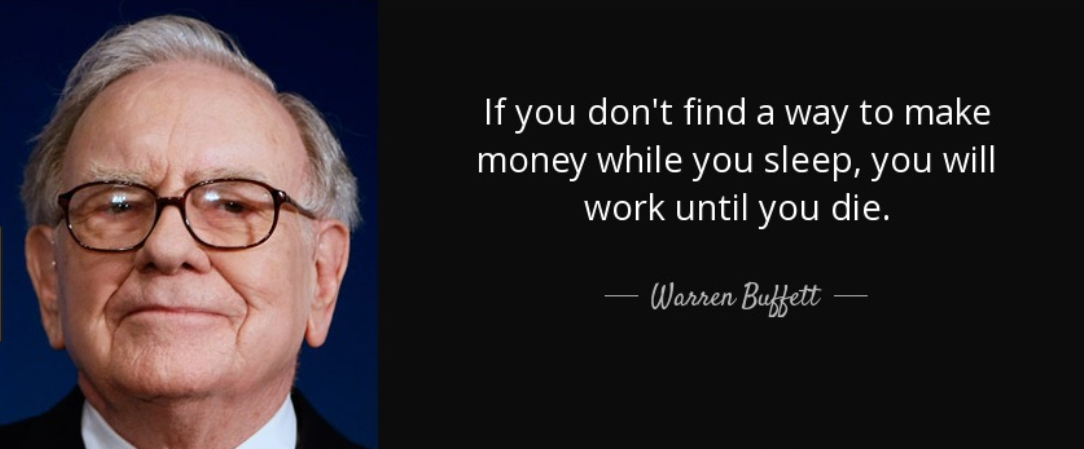 If you don't find a way to make
money while you sleep, you will
work until you die.
Warren Buffett